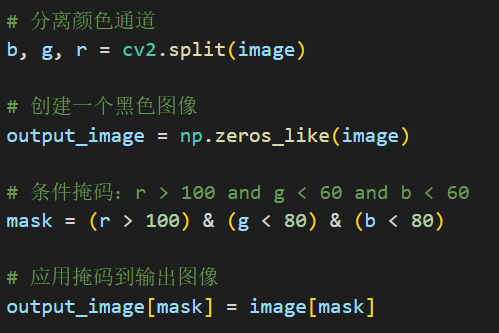 # 分离颜色通道
b, g, r = cv2.split(image)
# 创建一个黑色图像
output_image = np.zeros_like(image)
# 条件掩码：r > 100 and g < 60 and b < 60
mask = (r > 100) & (g < 80) & (b < 80)
# 应用掩码到输出图像
output_image[mask] = image[mask]